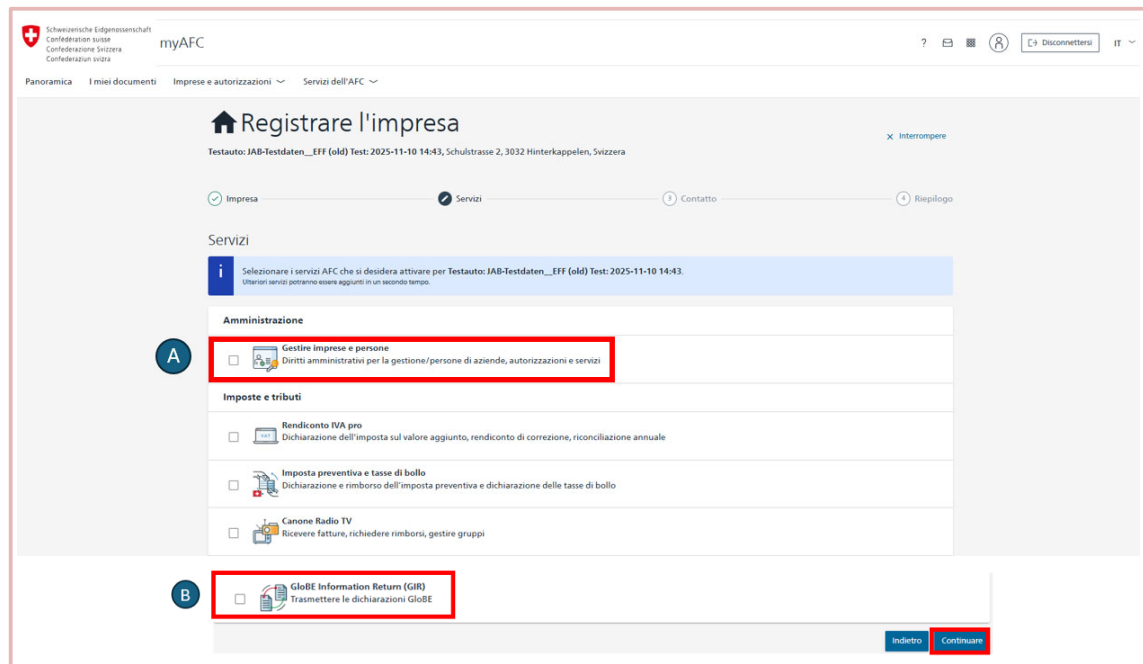 Schweizerische Eidgenossenschaft
Confédération suisse
Confederazione Svizzera
Confederaziun svizra
myAFC
?
Disconnettersi
IT
Panoramica
I miei documenti
Imprese e autorizzazioni
Servizi dell'AFC
Registrare l'impresa
Interrompere
Testauto: JAB-Testdaten__EFF (old) Test: 2025-11-10 14:43, Schulstrasse 2, 3032 Hinterkappelen, Svizzera
Impresa
Servizi
3 Contatto
4 Riepilogo
Servizi
i
Selezionare i servizi AFC che si desidera attivare per Testauto: JAB-Testdaten__EFF (old) Test: 2025-11-10 14:43.
Ulteriori servizi potranno essere aggiunti in un secondo tempo.
Amministrazione
A
Gestire imprese e persone
Diritti amministrativi per la gestione/persone di aziende, autorizzazioni e servizi
Imposte e tributi
Rendiconto IVA pro
Dichiarazione dell'imposta sul valore aggiunto, rendiconto di correzione, riconciliazione annuale
Imposta preventiva e tasse di bollo
Dichiarazione e rimborso dell'imposta preventiva e dichiarazione delle tasse di bollo
Canone Radio TV
Ricevere fatture, richiedere rimborsi, gestire gruppi
B
GloBE Information Return (GIR)
Trasmettere le dichiarazioni GloBE
Indietro
Continuare